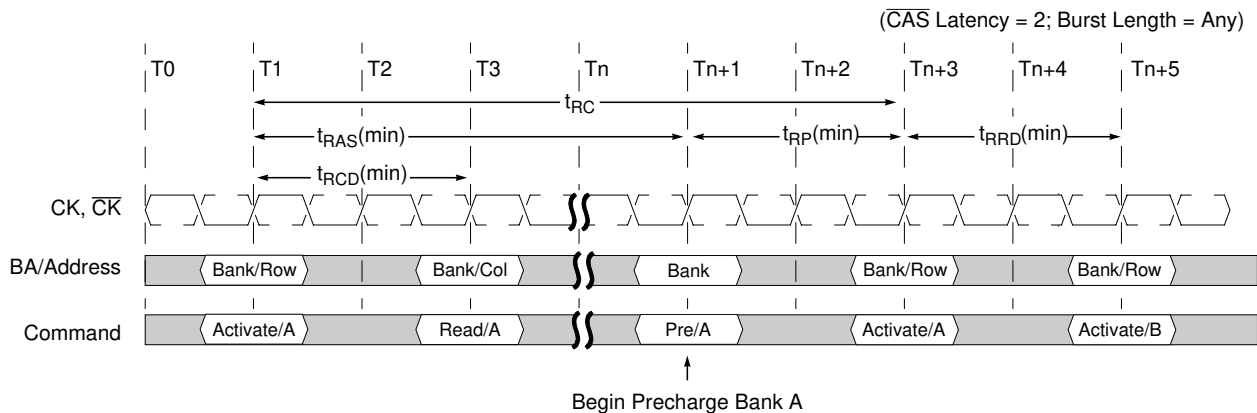 (CAS Latency = 2; Burst Length = Any)
T0 T1 T2 T3 Tn Tn+1 Tn+2 Tn+3 Tn+4 Tn+5
tRC
tRAS(min) tRP(min) tRRD(min)
tRCD(min)
CK, CK
BA/Address Bank/Row Bank/Col Bank Bank/Row Bank/Row
Command Activate/A Read/A Pre/A Activate/A Activate/B
Begin Precharge Bank A